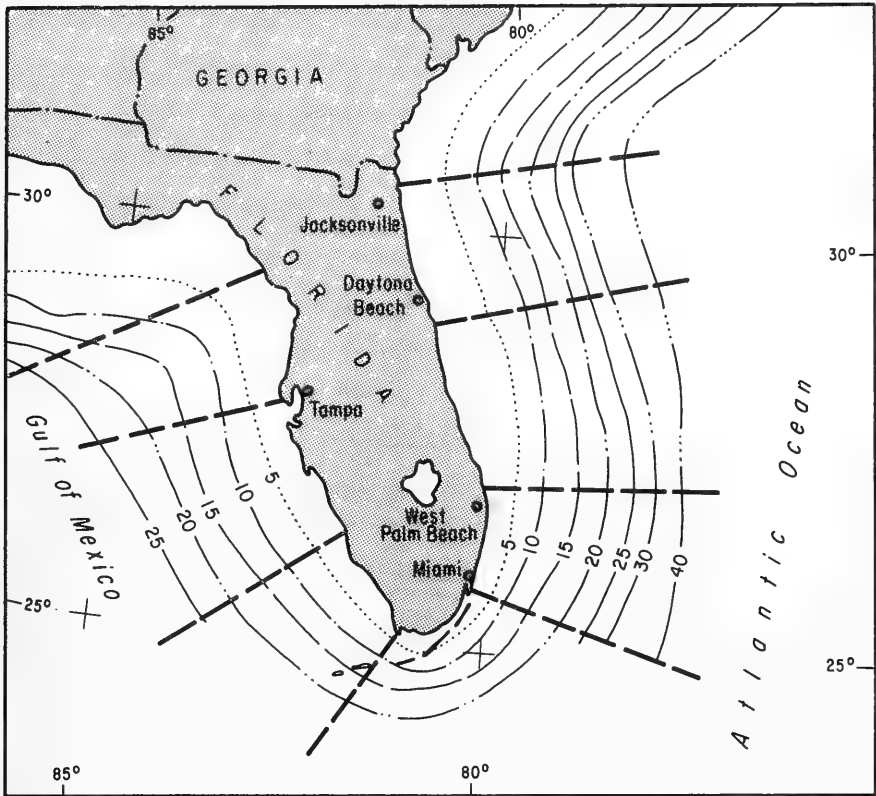 85°
80°
GEORGIA
30°
FLORIDA
Jacksonville
30°
Daytona
Beach
Tampa
Gulf of Mexico
5
10
15
20
25
West
Palm Beach
Miami
5
10
15
20
25
30
40
Atlantic Ocean
25°
25°
85°
80°